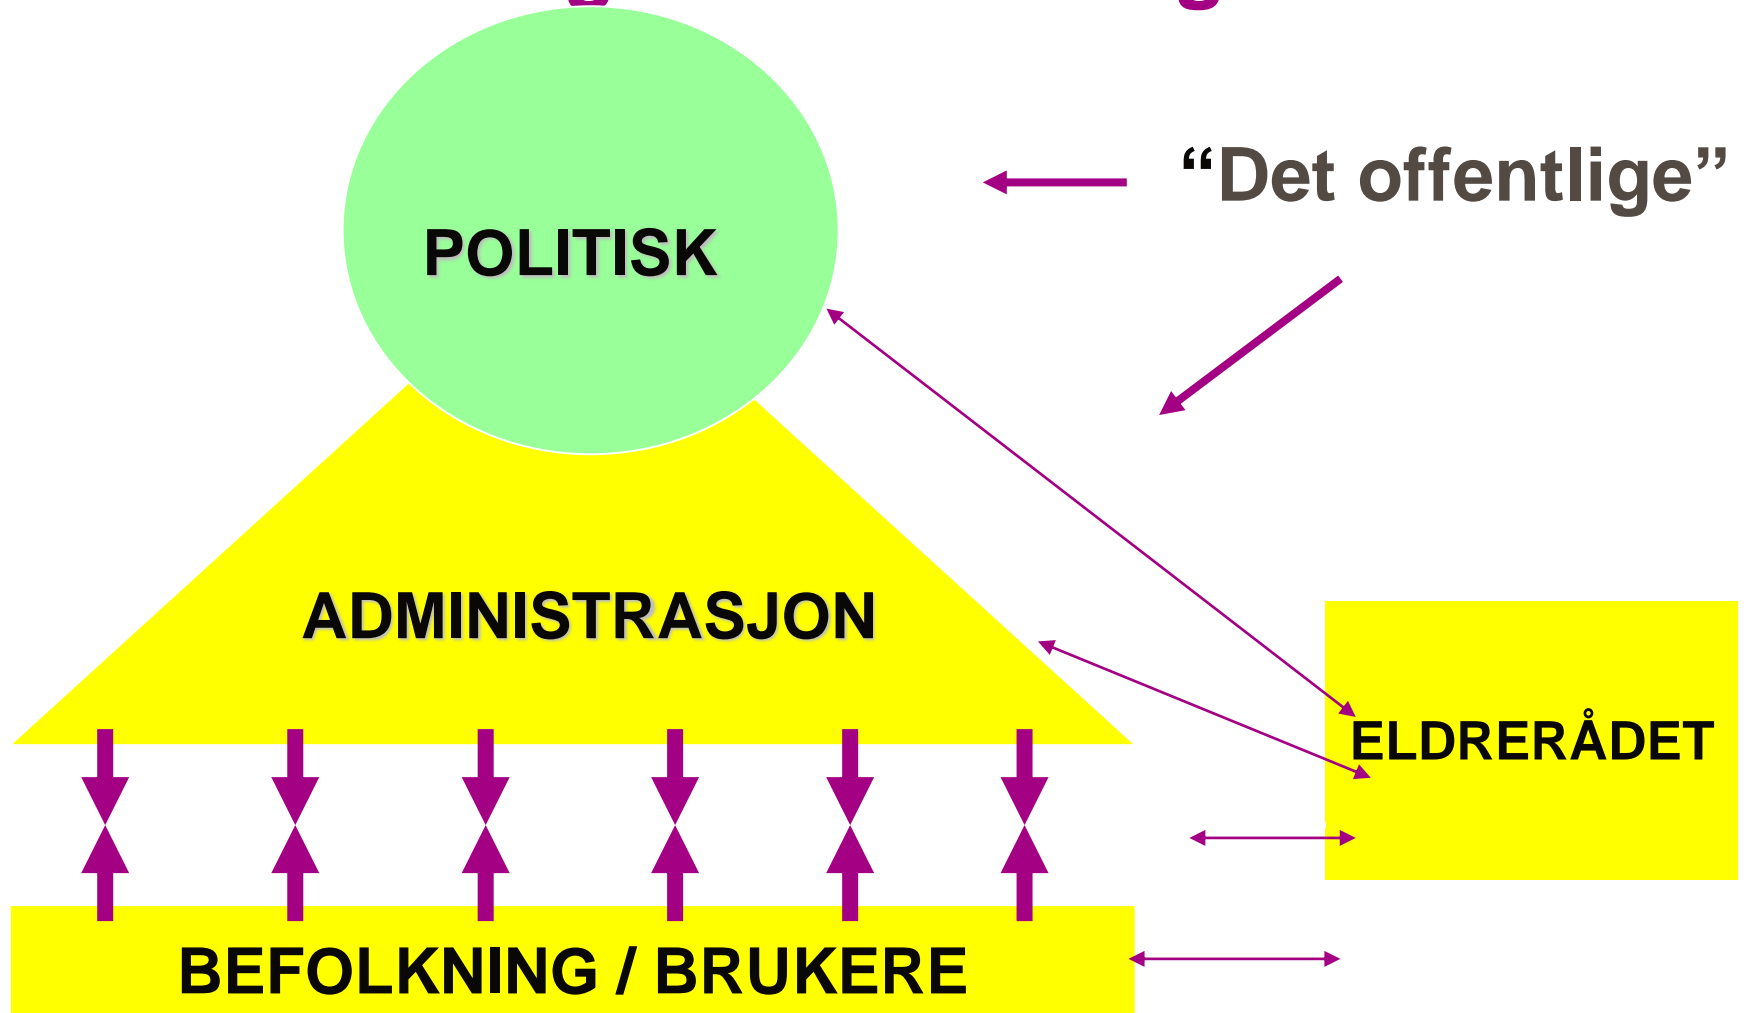 “Det offentlige”
POLITISK
ADMINISTRASJON
ELDRERÅDET
BEFOLKNING / BRUKERE